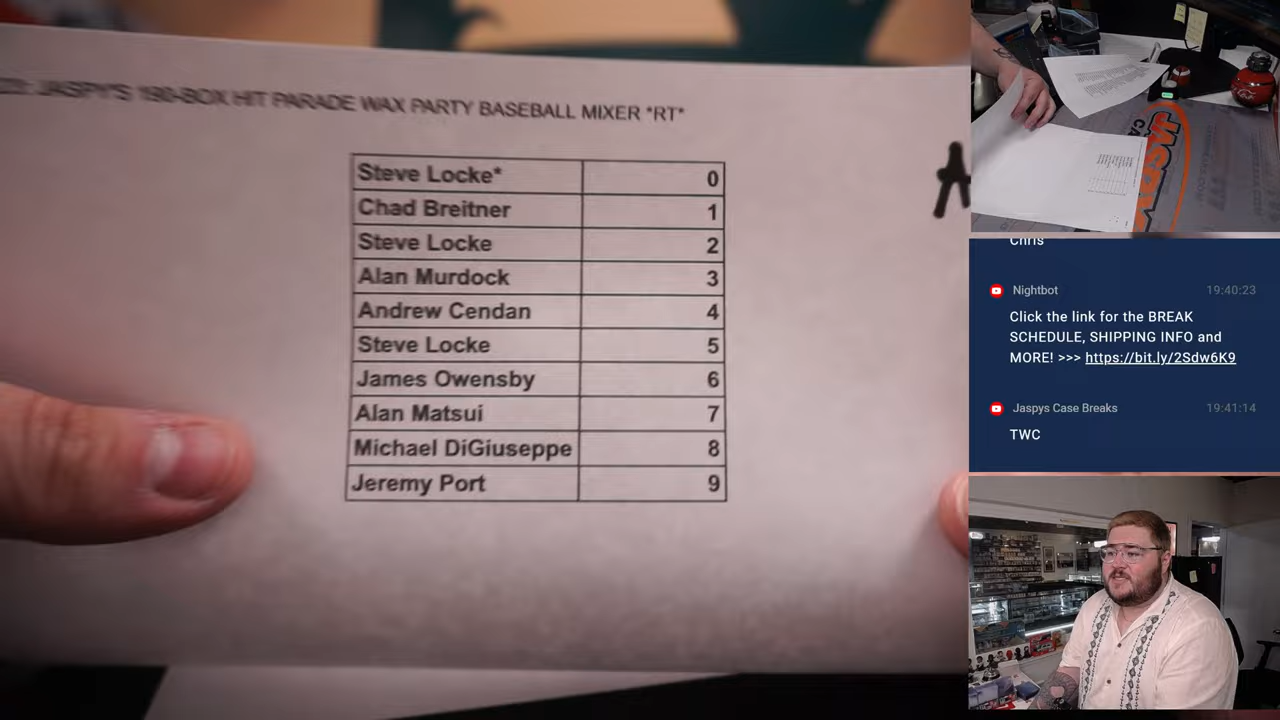 JASPY'S 190-BOX HIT PARADE WAX PARTY BASEBALL MIXER *RT*
Steve Locke* 0
Chad Breitner 1
Steve Locke 2
Alan Murdock 3
Andrew Cendan 4
Steve Locke 5
James Owensby 6
Alan Matsui 7
Michael DiGiuseppe 8
Jeremy Port 9
A
JASPY
CA
Chris
Nightbot 19:40:23
Click the link for the BREAK
SCHEDULE, SHIPPING INFO and
MORE! >>> https://bit.ly/2Sdw6K9
Jaspys Case Breaks 19:41:14
TWC